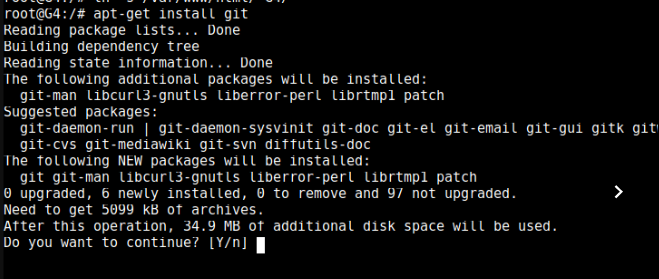 root@G4:/# apt-get install git
Reading package lists... Done
Building dependency tree
Reading state information... Done
The following additional packages will be installed:
  git-man libcurl3-gnutls liberror-perl librtmp1 patch
Suggested packages:
  git-daemon-run | git-daemon-sysvinit git-doc git-el git-email git-gui gitk
  git-cvs git-mediawiki git-svn diffutils-doc
The following NEW packages will be installed:
  git git-man libcurl3-gnutls liberror-perl librtmp1 patch
0 upgraded, 6 newly installed, 0 to remove and 97 not upgraded.
Need to get 5099 kB of archives.
After this operation, 34.9 MB of additional disk space will be used.
Do you want to continue? [Y/n]